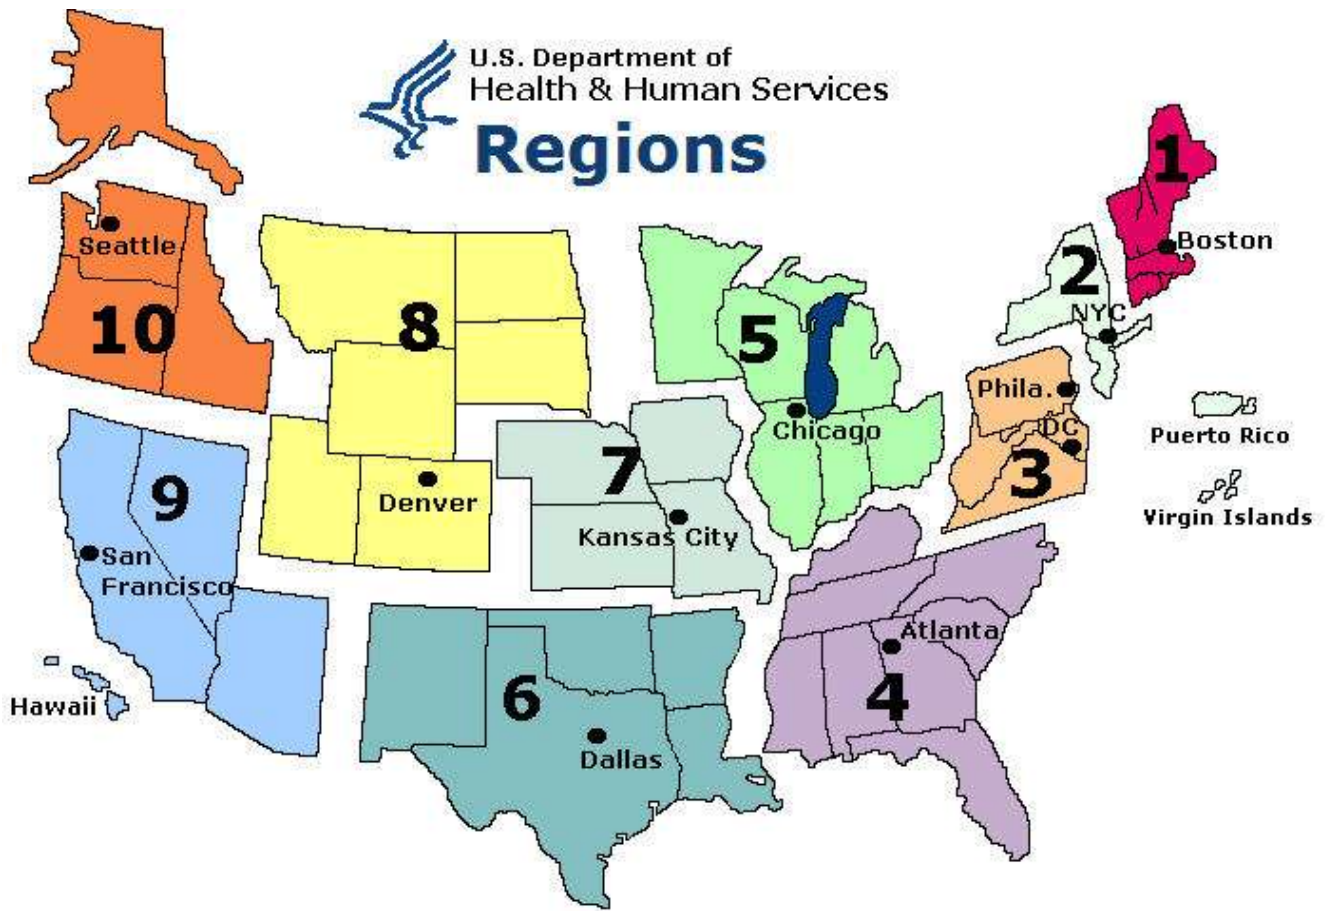 U.S. Department of
Health & Human Services
Regions
1
Boston
2
NYC
Seattle
10
8
5
Chicago
Phila.
DC
3
Puerto Rico
Virgin Islands
9
Denver
7
Kansas City
San
Francisco
Hawaii
6
Dallas
Atlanta
4